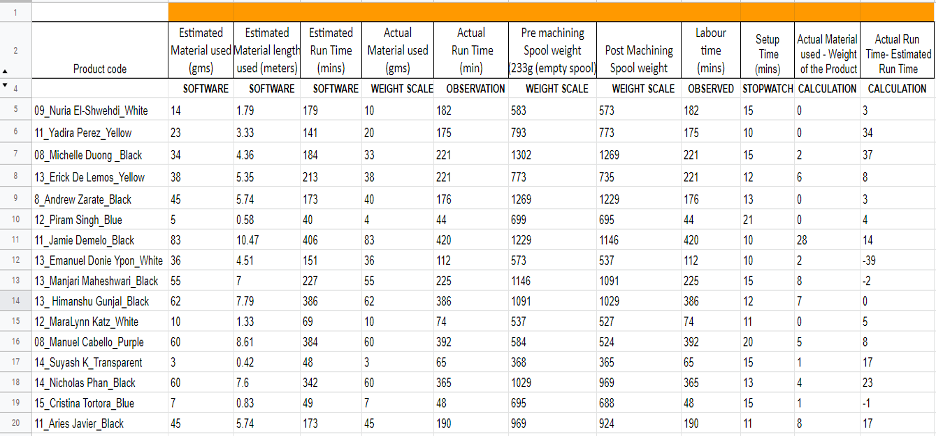 1
2 Product code Estimated Material used (gms) Estimated Material length used (meters) Estimated Run Time (mins) Actual Material used (gms) Actual Run Time (min) Pre machining Spool weight (233g (empty spool) Post Machining Spool weight Labour time (mins) Setup Time (mins) Actual Material used - Weight of the Product Actual Run Time- Estimated Run Time
4 SOFTWARE SOFTWARE SOFTWARE WEIGHT SCALE OBSERVATION WEIGHT SCALE WEIGHT SCALE OBSERVED STOPWATCH CALCULATION CALCULATION
5 09_Nuria El-Shwehdi_White 14 1.79 179 10 182 583 573 182 15 0 3
6 11_Yadira Perez_Yellow 23 3.33 141 20 175 793 773 175 10 0 34
7 08_Michelle Duong _Black 34 4.36 184 33 221 1302 1269 221 15 2 37
8 13_Erick De Lemos_Yellow 38 5.35 213 38 221 773 735 221 12 6 8
9 8_Andrew Zarate_Black 45 5.74 173 40 176 1269 1229 176 13 0 3
10 12_Piram Singh_Blue 5 0.58 40 4 44 699 695 44 21 0 4
11 11_Jamie Demelo_Black 83 10.47 406 83 420 1229 1146 420 10 28 14
12 13_Emanuel Donie Ypon_White 36 4.51 151 36 112 573 537 112 10 2 -39
13 13_Manjari Maheshwari_Black 55 7 227 55 225 1146 1091 225 15 8 -2
14 13_ Himanshu Gunjal_Black 62 7.79 386 62 386 1091 1029 386 12 7 0
15 12_MaraLynn Katz_White 10 1.33 69 10 74 537 527 74 11 0 5
16 08_Manuel Cabello_Purple 60 8.61 384 60 392 584 524 392 20 5 8
17 14_Suyash K_Transparent 3 0.42 48 3 65 368 365 65 15 1 17
18 14_Nicholas Phan_Black 60 7.6 342 60 365 1029 969 365 13 4 23
19 15_Cristina Tortora_Blue 7 0.83 49 7 48 695 688 48 15 1 -1
20 11_Aries Javier_Black 45 5.74 173 45 190 969 924 190 11 8 17